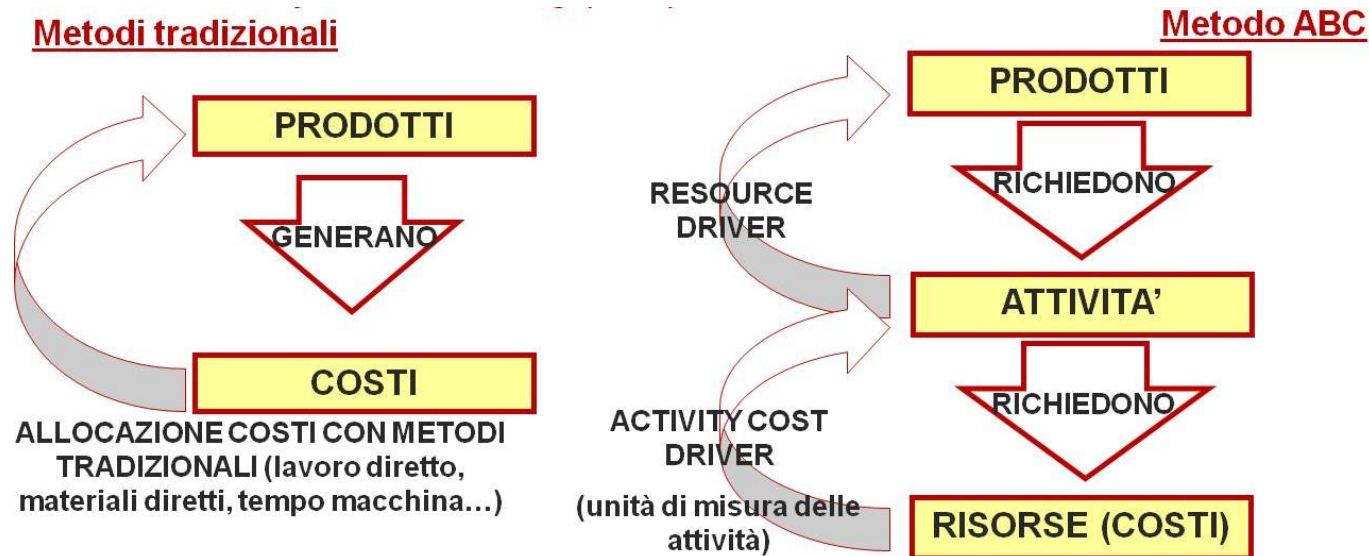 Metodi tradizionali
PRODOTTI
GENERANO
COSTI
ALLOCAZIONE COSTI CON METODI
TRADIZIONALI (lavoro diretto,
materiali diretti, tempo macchina...)
Metodo ABC
PRODOTTI
RICHIEDONO
RESOURCE
DRIVER
ATTIVITA'
RICHIEDONO
ACTIVITY COST
DRIVER
(unità di misura delle
attività)
RISORSE (COSTI)